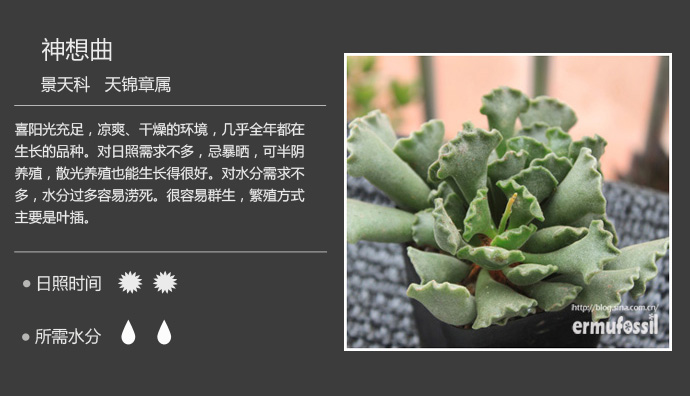 神想曲
景天科 天锦章属
喜阳光充足，凉爽、干燥的环境，几乎全年都在
生长的品种。对日照需求不多，忌暴晒，可半阴
养殖，散光养殖也能生长得很好。对水分需求不
多，水分过多容易涝死。很容易群生，繁殖方式
主要是叶插。
日照时间
所需水分
http://blog.sina.com.cn/
ermufossil